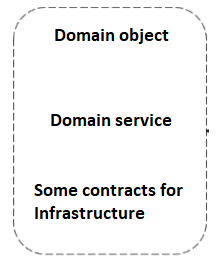 Domain object
Domain service
Some contracts for
Infrastructure